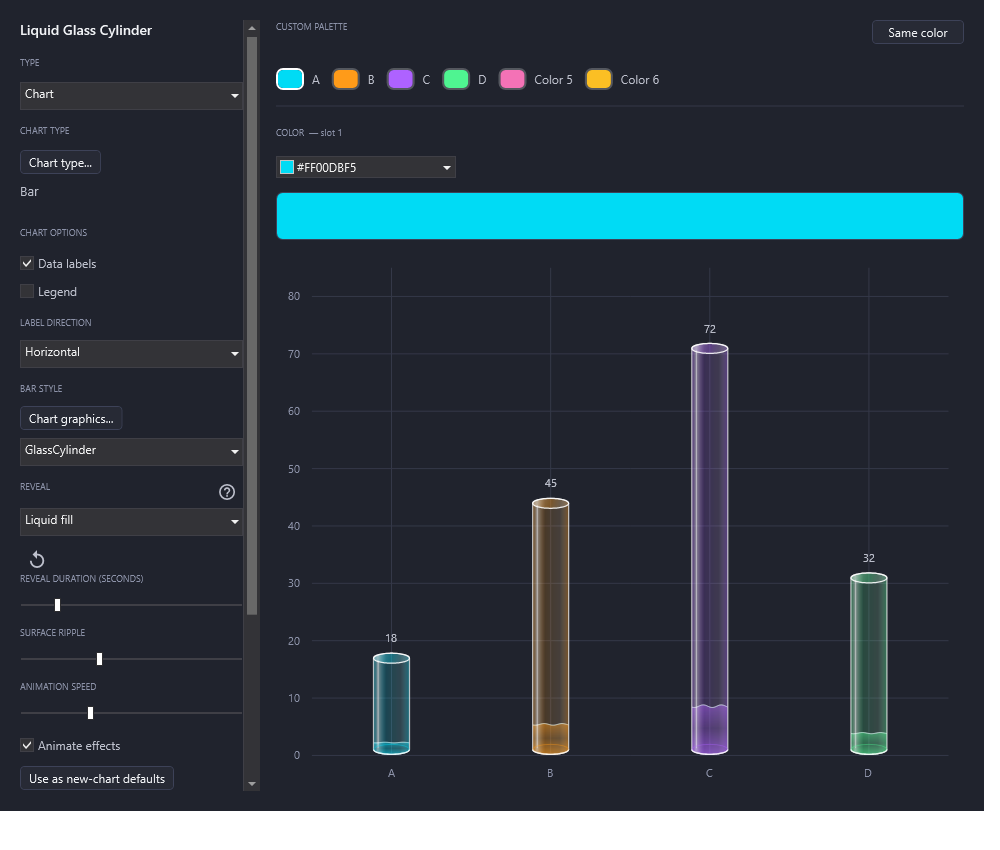 Liquid Glass Cylinder
TYPE
Chart
CHART TYPE
Chart type...
Bar
CHART OPTIONS
Data labels
Legend
LABEL DIRECTION
Horizontal
BAR STYLE
Chart graphics...
GlassCylinder
REVEAL
?
Liquid fill
REVEAL DURATION (SECONDS)
SURFACE RIPPLE
ANIMATION SPEED
Animate effects
Use as new-chart defaults
CUSTOM PALETTE
Same color
A B C D Color 5 Color 6
COLOR — slot 1
#FF00DBF5
80
72
70
60
50
45
40
32
30
20
18
10
0
A B C D